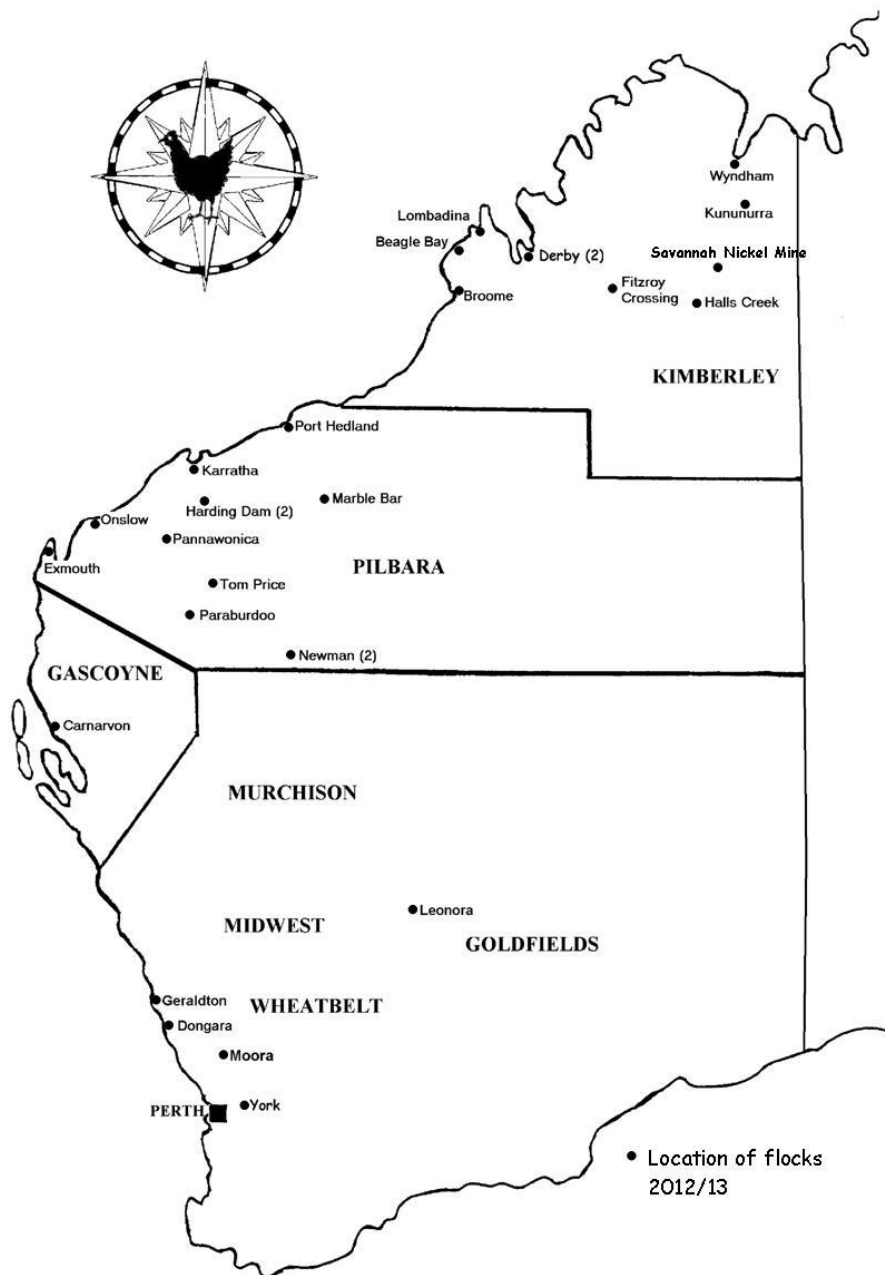 Wyndham
Kununurra
Lombadina
Beagle Bay
Derby (2)
Savannah Nickel Mine
Fitzroy
Crossing
Broome
Halls Creek
KIMBERLEY
Port Hedland
Karratha
Marble Bar
Harding Dam (2)
Onslow
Pannawonica
Exmouth
PILBARA
Tom Price
Paraburdoo
Newman (2)
GASCOYNE
Carnarvon
MURCHISON
Leonora
MIDWEST
GOLDFIELDS
Geraldton
WHEATBELT
Dongara
Moora
York
PERTH
Location of flocks
2012/13